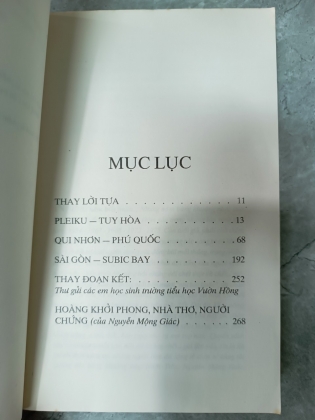 MỤC LỤC
THAY LỜI TỰA . . . . . . . . . . . . 11
PLEIKU — TUY HÒA . . . . . . . . . . 13
QUI NHƠN — PHÚ QUỐC . . . . . . . . 68
SÀI GÒN — SUBIC BAY . . . . . . . . 192
THAY ĐOẠN KẾT: . . . . . . . . . . 252
Thư gửi các em học sinh trường tiểu học Vườn Hồng
HOÀNG KHỞI PHONG, NHÀ THƠ, NGƯỜI
CHỨNG (của Nguyễn Mộng Giác) . . . . . . 268